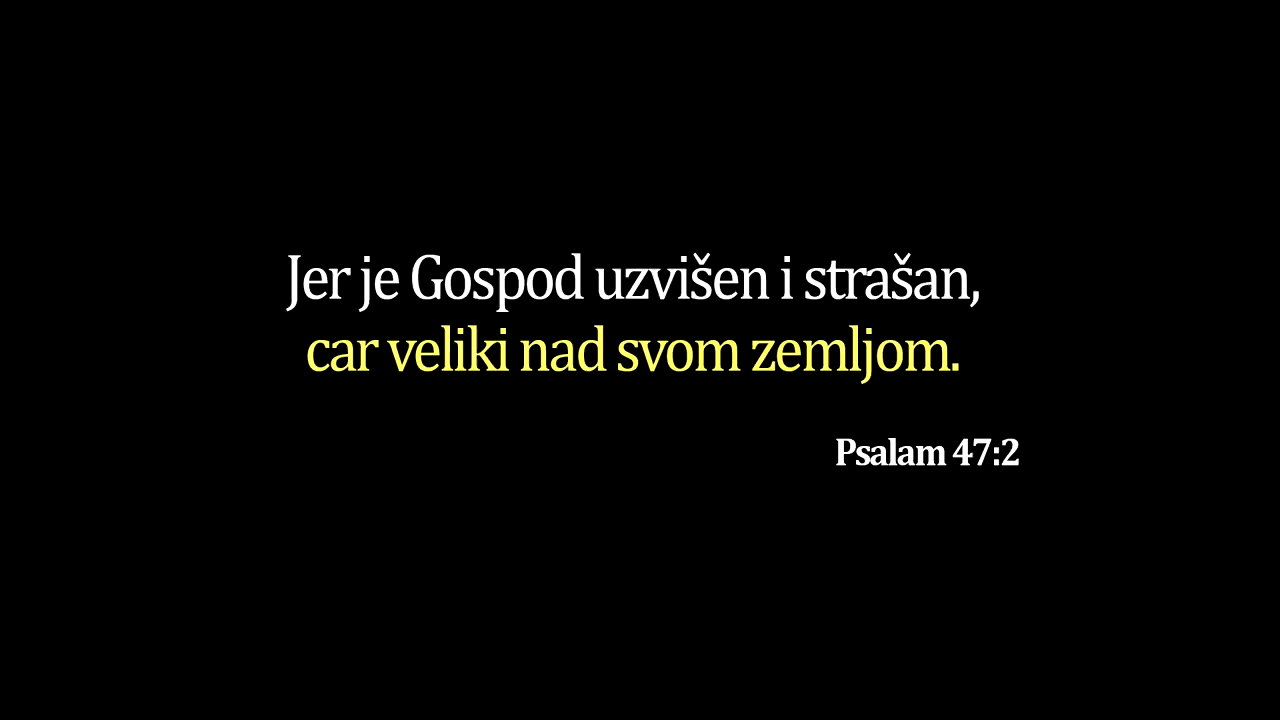 Jer je Gospod uzvišen i strašan,
car veliki nad svom zemljom.
Psalam 47:2